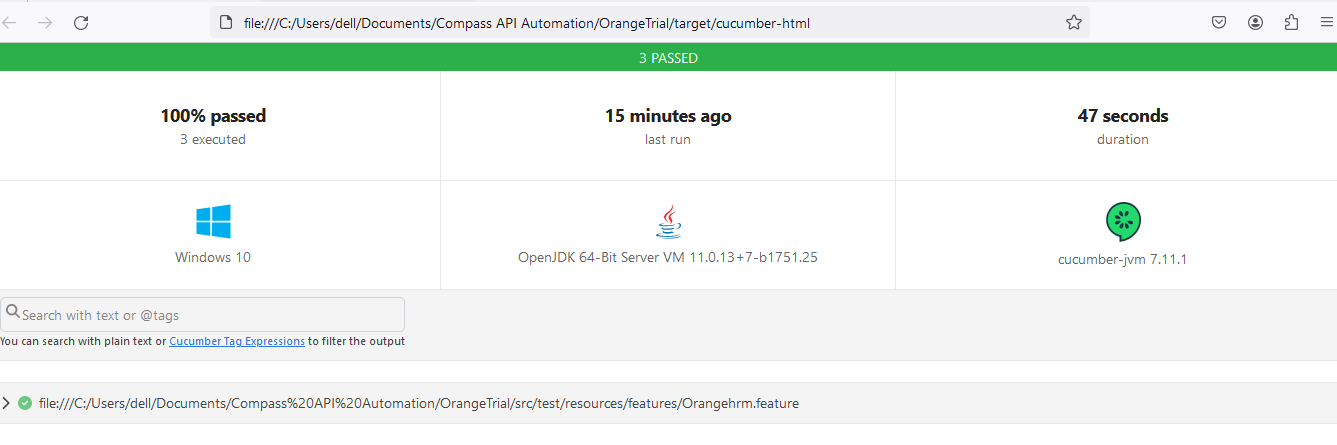 file:///C:/Users/dell/Documents/Compass API Automation/OrangeTrial/target/cucumber-html
3 PASSED
100% passed
3 executed
15 minutes ago
last run
47 seconds
duration
Windows 10
OpenJDK 64-Bit Server VM 11.0.13+7-b1751.25
cucumber-jvm 7.11.1
Search with text or @tags
You can search with plain text or Cucumber Tag Expressions to filter the output
file:///C:/Users/dell/Documents/Compass%20API%20Automation/OrangeTrial/src/test/resources/features/Orangehrm.feature